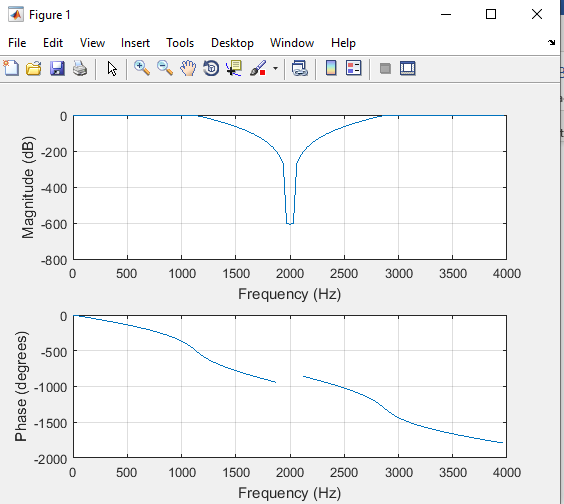 Figure 1
File Edit View Insert Tools Desktop Window Help
Magnitude (dB)
0
-200
-400
-600
-800
0 500 1000 1500 2000 2500 3000 3500 4000
Frequency (Hz)
Phase (degrees)
0
-500
-1000
-1500
-2000
0 500 1000 1500 2000 2500 3000 3500 4000
Frequency (Hz)